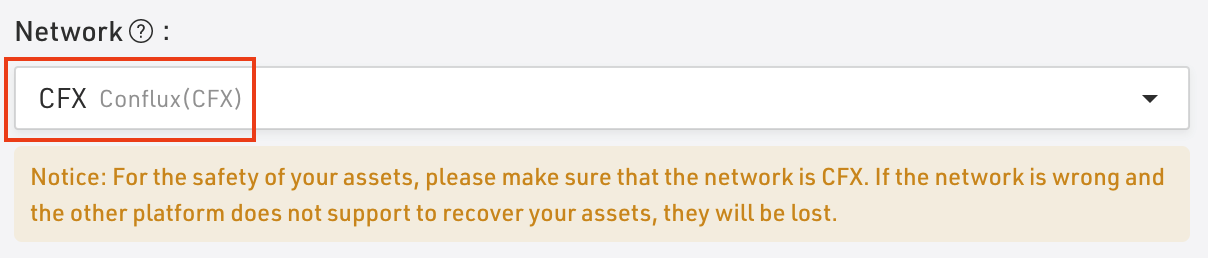 Network ? :
CFX Conflux(CFX)
Notice: For the safety of your assets, please make sure that the network is CFX. If the network is wrong and
the other platform does not support to recover your assets, they will be lost.